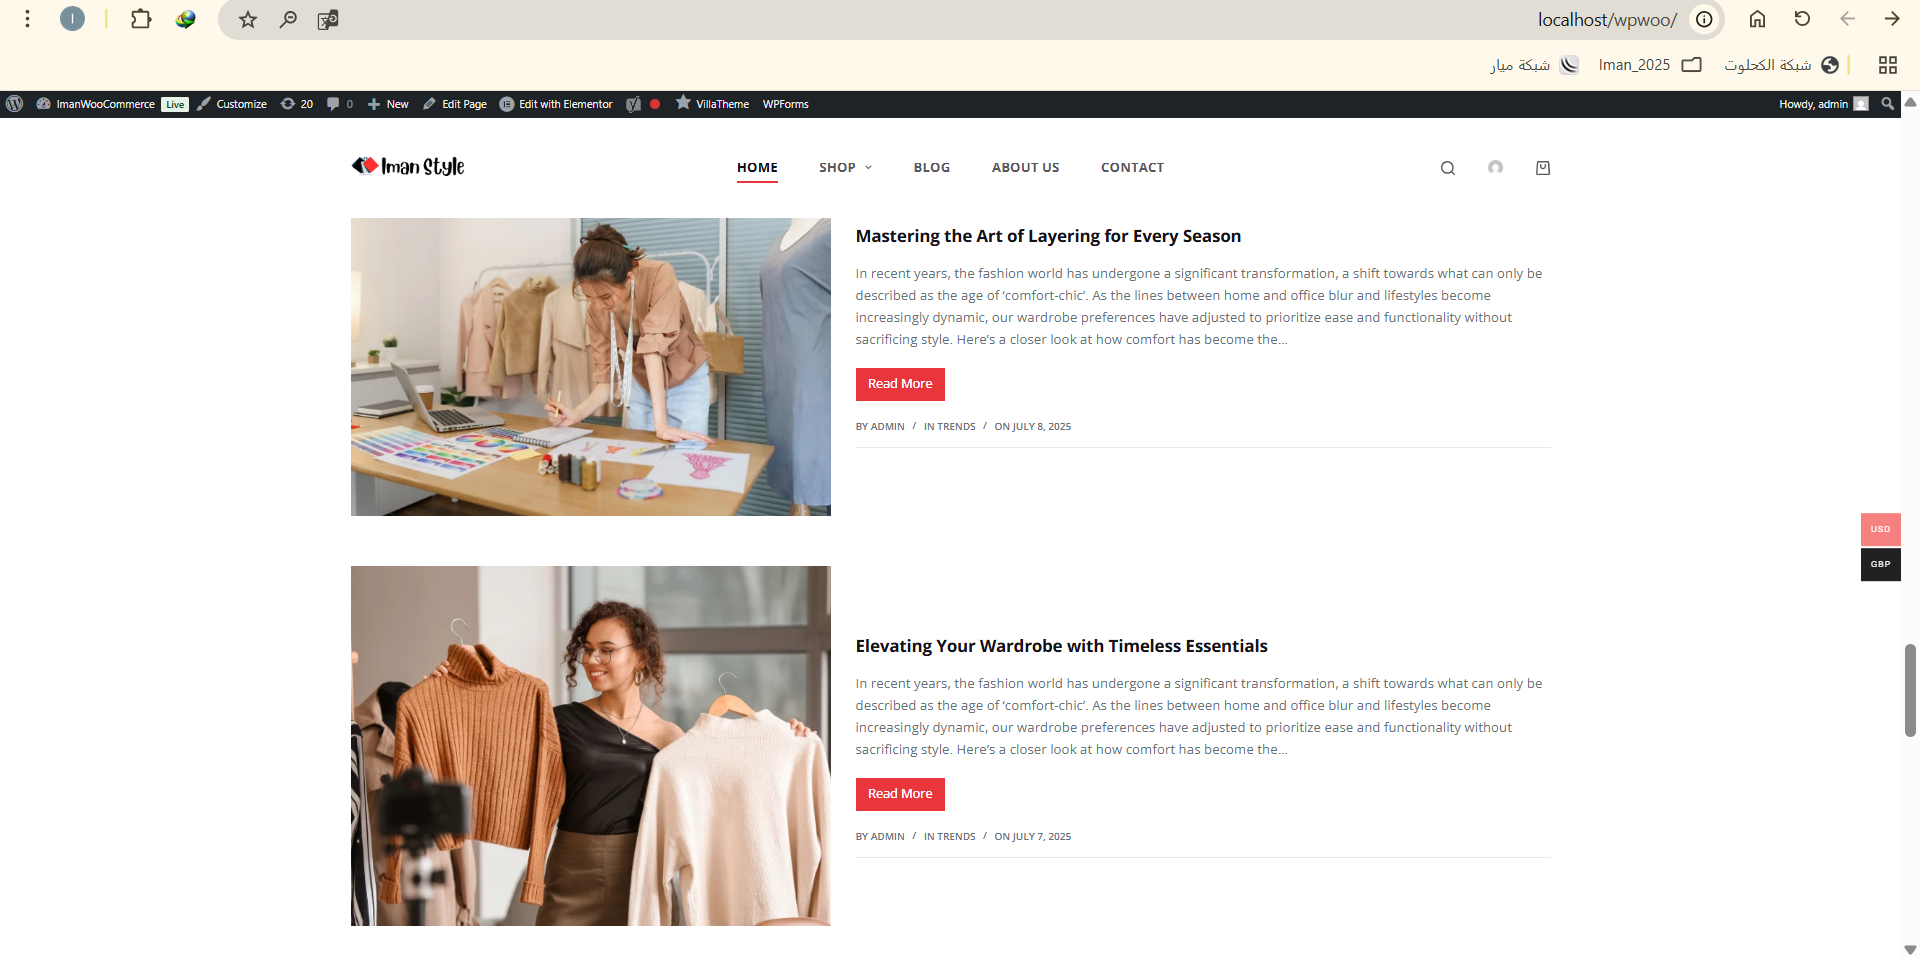 localhost/wpwoo/
شبكة ميار
Iman_2025
شبكة الكحلوت
ImanWooCommerce Live Customize 20 0 New Edit Page Edit with Elementor VillaTheme WPForms Howdy, admin
Iman Style
HOME SHOP BLOG ABOUT US CONTACT
Mastering the Art of Layering for Every Season
In recent years, the fashion world has undergone a significant transformation, a shift towards what can only be
described as the age of ‘comfort-chic’. As the lines between home and office blur and lifestyles become
increasingly dynamic, our wardrobe preferences have adjusted to prioritize ease and functionality without
sacrificing style. Here’s a closer look at how comfort has become the…
Read More
BY ADMIN / IN TRENDS / ON JULY 8, 2025
USD
GBP
Elevating Your Wardrobe with Timeless Essentials
In recent years, the fashion world has undergone a significant transformation, a shift towards what can only be
described as the age of ‘comfort-chic’. As the lines between home and office blur and lifestyles become
increasingly dynamic, our wardrobe preferences have adjusted to prioritize ease and functionality without
sacrificing style. Here’s a closer look at how comfort has become the…
Read More
BY ADMIN / IN TRENDS / ON JULY 7, 2025